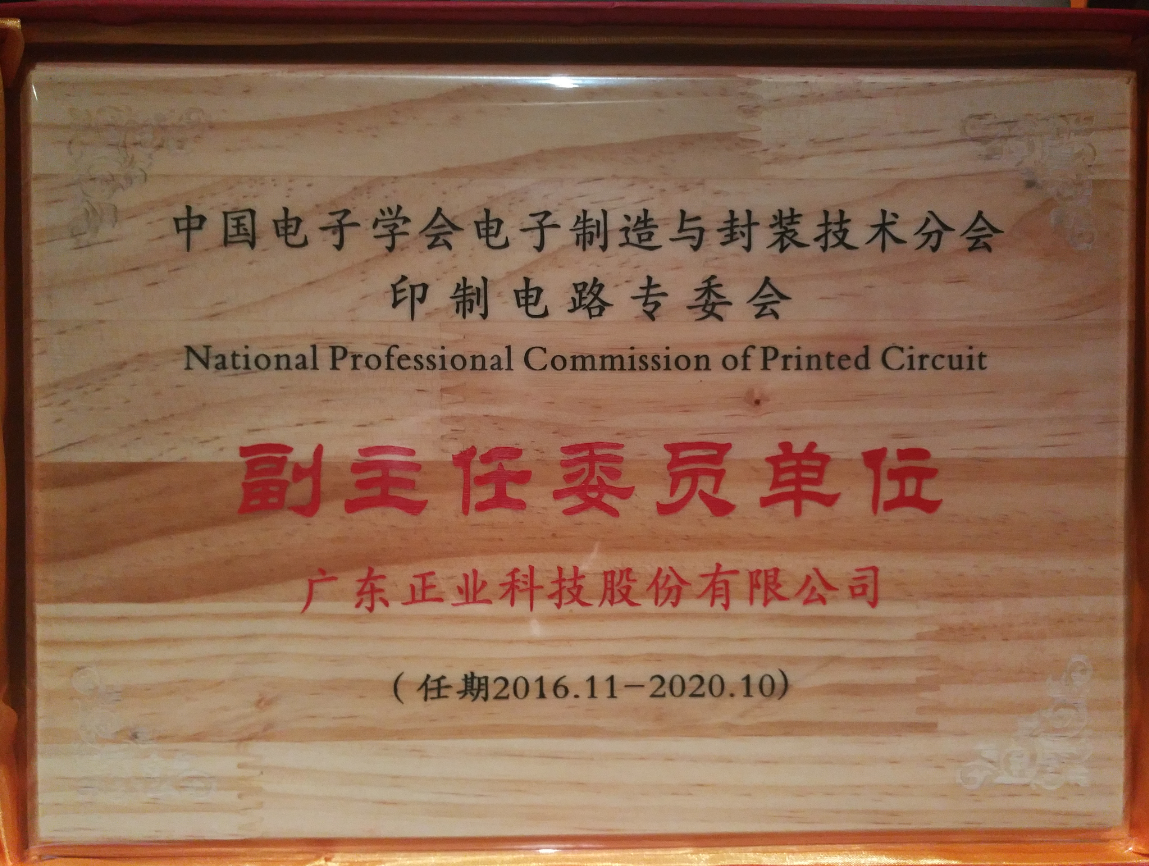 中国电子学会电子制造与封装技术分会
印制电路专委会
National Professional Commission of Printed Circuit
副主任委员单位
广东正业科技股份有限公司
(任期2016.11-2020.10)